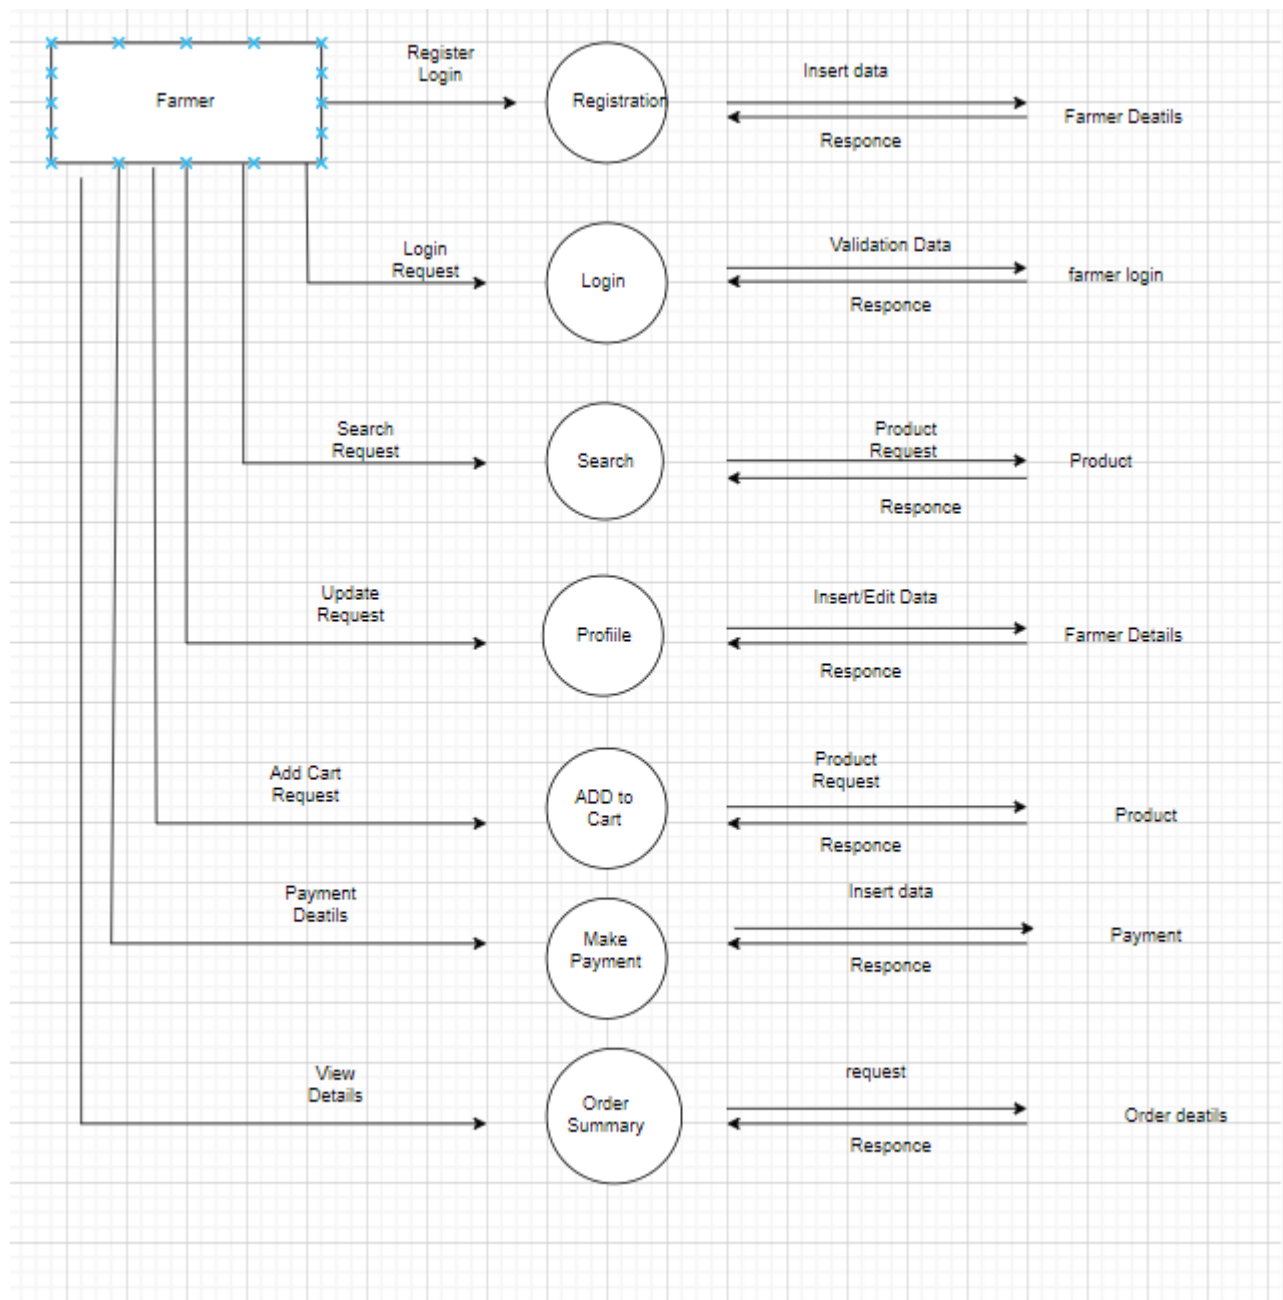 Register
Login
Farmer
Registration
Insert data
Responce
Farmer Deatils
Login
Request
Login
Validation Data
Responce
farmer login
Search
Request
Search
Product
Request
Responce
Product
Update
Request
Profiile
Insert/Edit Data
Responce
Farmer Details
Add Cart
Request
ADD to
Cart
Product
Request
Responce
Product
Payment
Deatils
Make
Payment
Insert data
Responce
Payment
View
Details
Order
Summary
request
Responce
Order deatils